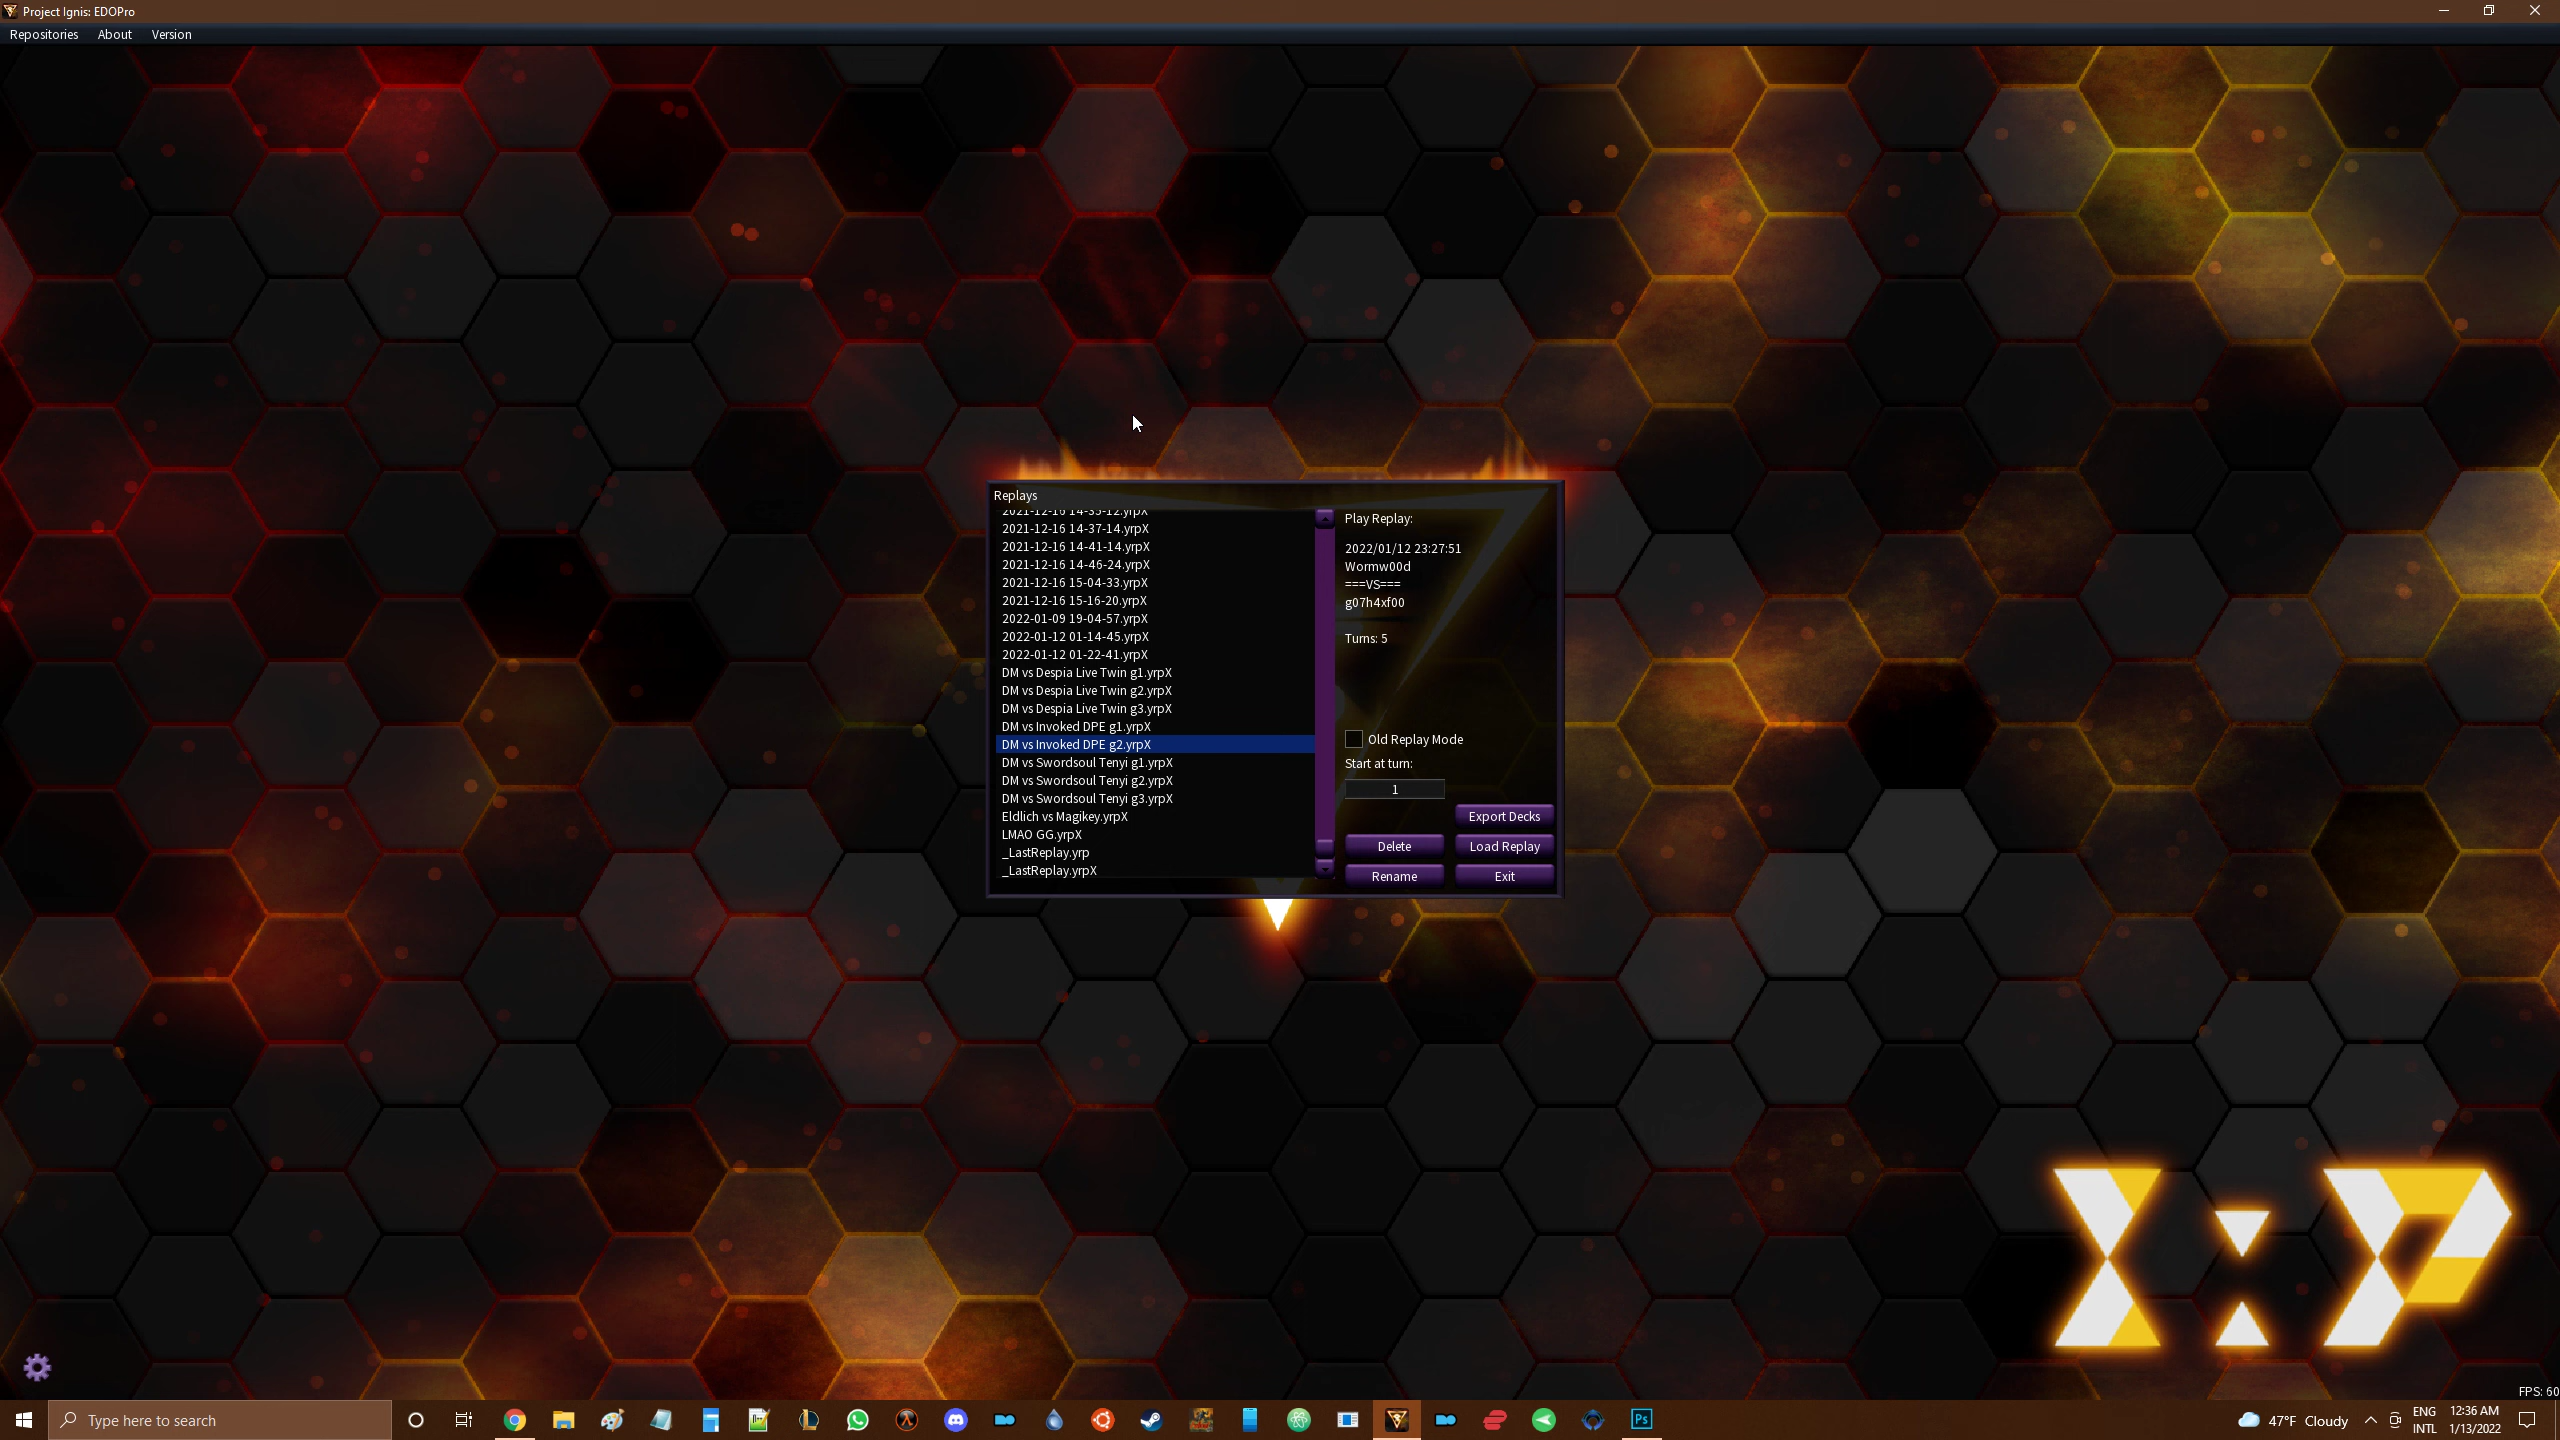 Project Ignis: EDOPro
Repositories About Version
Replays
2021-12-16 14-35-12.yrpX
2021-12-16 14-37-14.yrpX
2021-12-16 14-41-14.yrpX
2021-12-16 14-46-24.yrpX
2021-12-16 15-04-33.yrpX
2021-12-16 15-16-20.yrpX
2022-01-09 19-04-57.yrpX
2022-01-12 01-14-45.yrpX
2022-01-12 01-22-41.yrpX
DM vs Despia Live Twin g1.yrpX
DM vs Despia Live Twin g2.yrpX
DM vs Despia Live Twin g3.yrpX
DM vs Invoked DPE g1.yrpX
DM vs Invoked DPE g2.yrpX
DM vs Swordsoul Tenyi g1.yrpX
DM vs Swordsoul Tenyi g2.yrpX
DM vs Swordsoul Tenyi g3.yrpX
Eldlich vs Magikey.yrpX
LMAO GG.yrpX
_LastReplay.yrp
_LastReplay.yrpX
Play Replay:
2022/01/12 23:27:51
Wormw00d
===VS===
g07h4xf00
Turns: 5
Old Replay Mode
Start at turn:
1
Export Decks
Delete Load Replay
Rename Exit
X:P
FPS: 60
Type here to search
Ps
47°F Cloudy
ENG
INTL
12:36 AM
1/13/2022